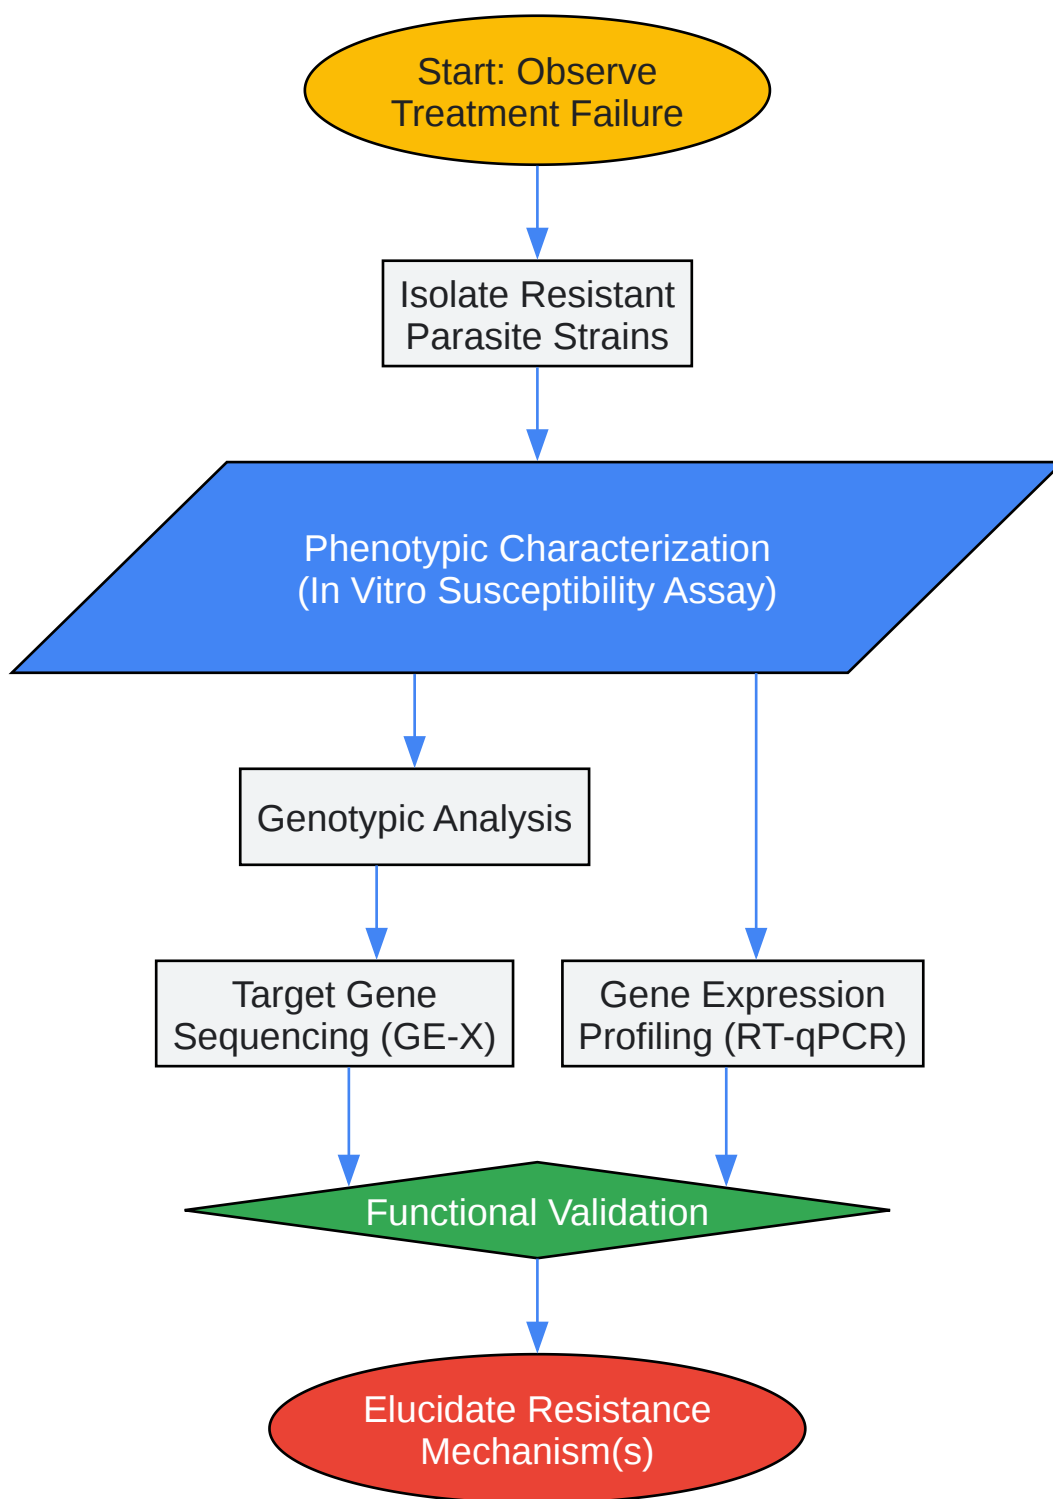 Start: Observe
Treatment Failure
Isolate Resistant
Parasite Strains
Phenotypic Characterization
(In Vitro Susceptibility Assay)
Genotypic Analysis
Target Gene
Sequencing (GE-X)
Gene Expression
Profiling (RT-qPCR)
Functional Validation
Elucidate Resistance
Mechanism(s)